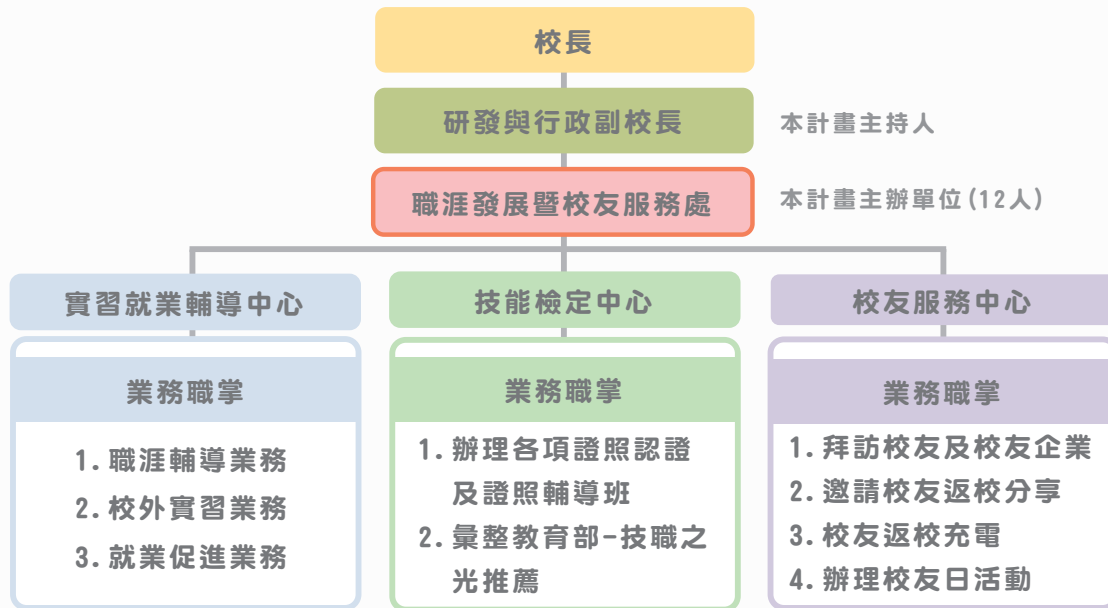 校長
研發與行政副校長
本計畫主持人
職涯發展暨校友服務處
本計畫主辦單位(12人)
實習就業輔導中心
業務職掌
1. 職涯輔導業務
2. 校外實習業務
3. 就業促進業務
技能檢定中心
業務職掌
1. 辦理各項證照認證
及證照輔導班
2. 彙整教育部-技職之
光推薦
校友服務中心
業務職掌
1. 拜訪校友及校友企業
2. 邀請校友返校分享
3. 校友返校充電
4. 辦理校友日活動